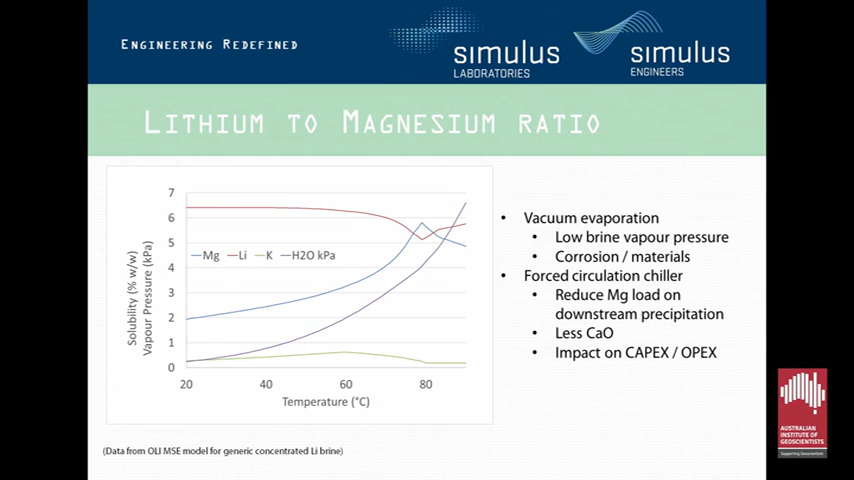 ENGINEERING REDEFINED
simulus
LABORATORIES
simulus
ENGINEERS
LITHIUM TO MAGNESIUM RATIO
7
6
5
4
3
2
1
0
Solubility (% w/w)
Vapour Pressure (kPa)
Mg Li K H2O kPa
20 40 60 80
Temperature (°C)
• Vacuum evaporation
• Low brine vapour pressure
• Corrosion / materials
• Forced circulation chiller
• Reduce Mg load on
downstream precipitation
• Less CaO
• Impact on CAPEX / OPEX
(Data from OLI MSE model for generic concentrated Li brine)
AUSTRALIAN
INSTITUTE OF
GEOSCIENTISTS
Supporting Geoscientists